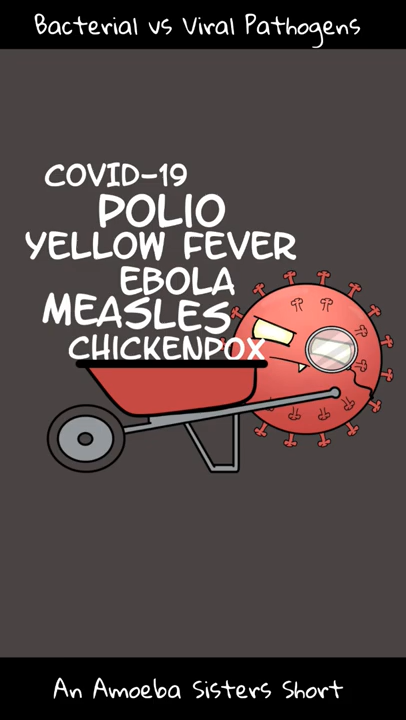 Bacterial vs Viral Pathogens
COVID-19
POLIO
YELLOW FEVER
EBOLA
MEASLES
CHICKENPOX
An Amoeba Sisters Short